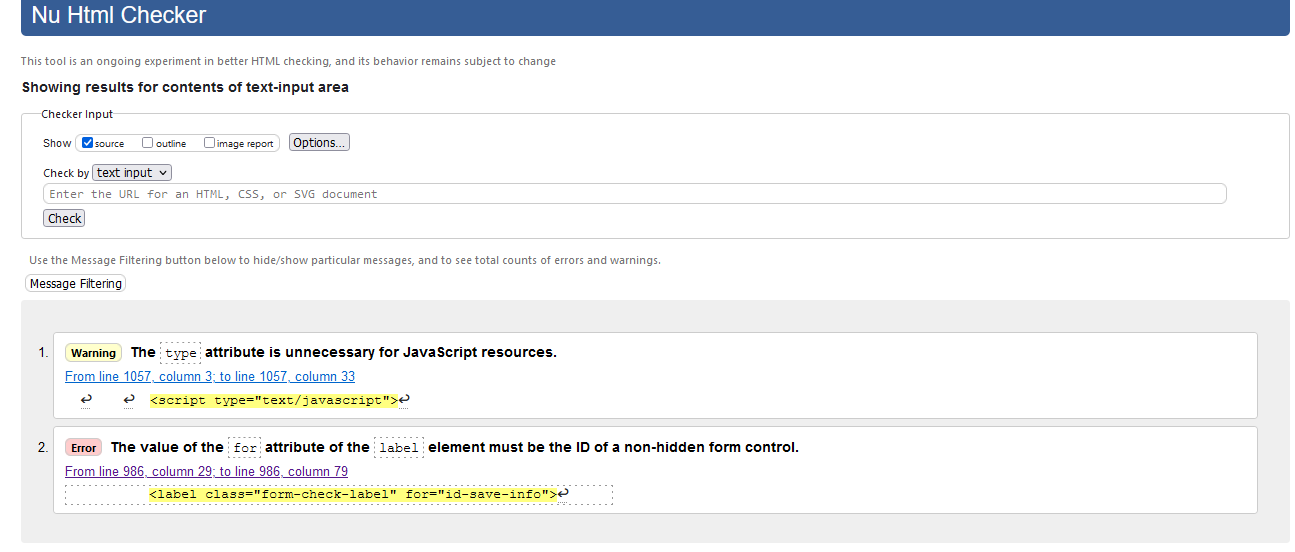 Nu Html Checker
This tool is an ongoing experiment in better HTML checking, and its behavior remains subject to change
Showing results for contents of text-input area
Checker Input
Show source outline image report Options...
Check by text input
Enter the URL for an HTML, CSS, or SVG document
Check
Use the Message Filtering button below to hide/show particular messages, and to see total counts of errors and warnings.
Message Filtering
1. Warning The type attribute is unnecessary for JavaScript resources.
From line 1057, column 3; to line 1057, column 33
↩ ↩ <script type="text/javascript">↩
2. Error The value of the for attribute of the label element must be the ID of a non-hidden form control.
From line 986, column 29; to line 986, column 79
<label class="form-check-label" for="id-save-info">↩